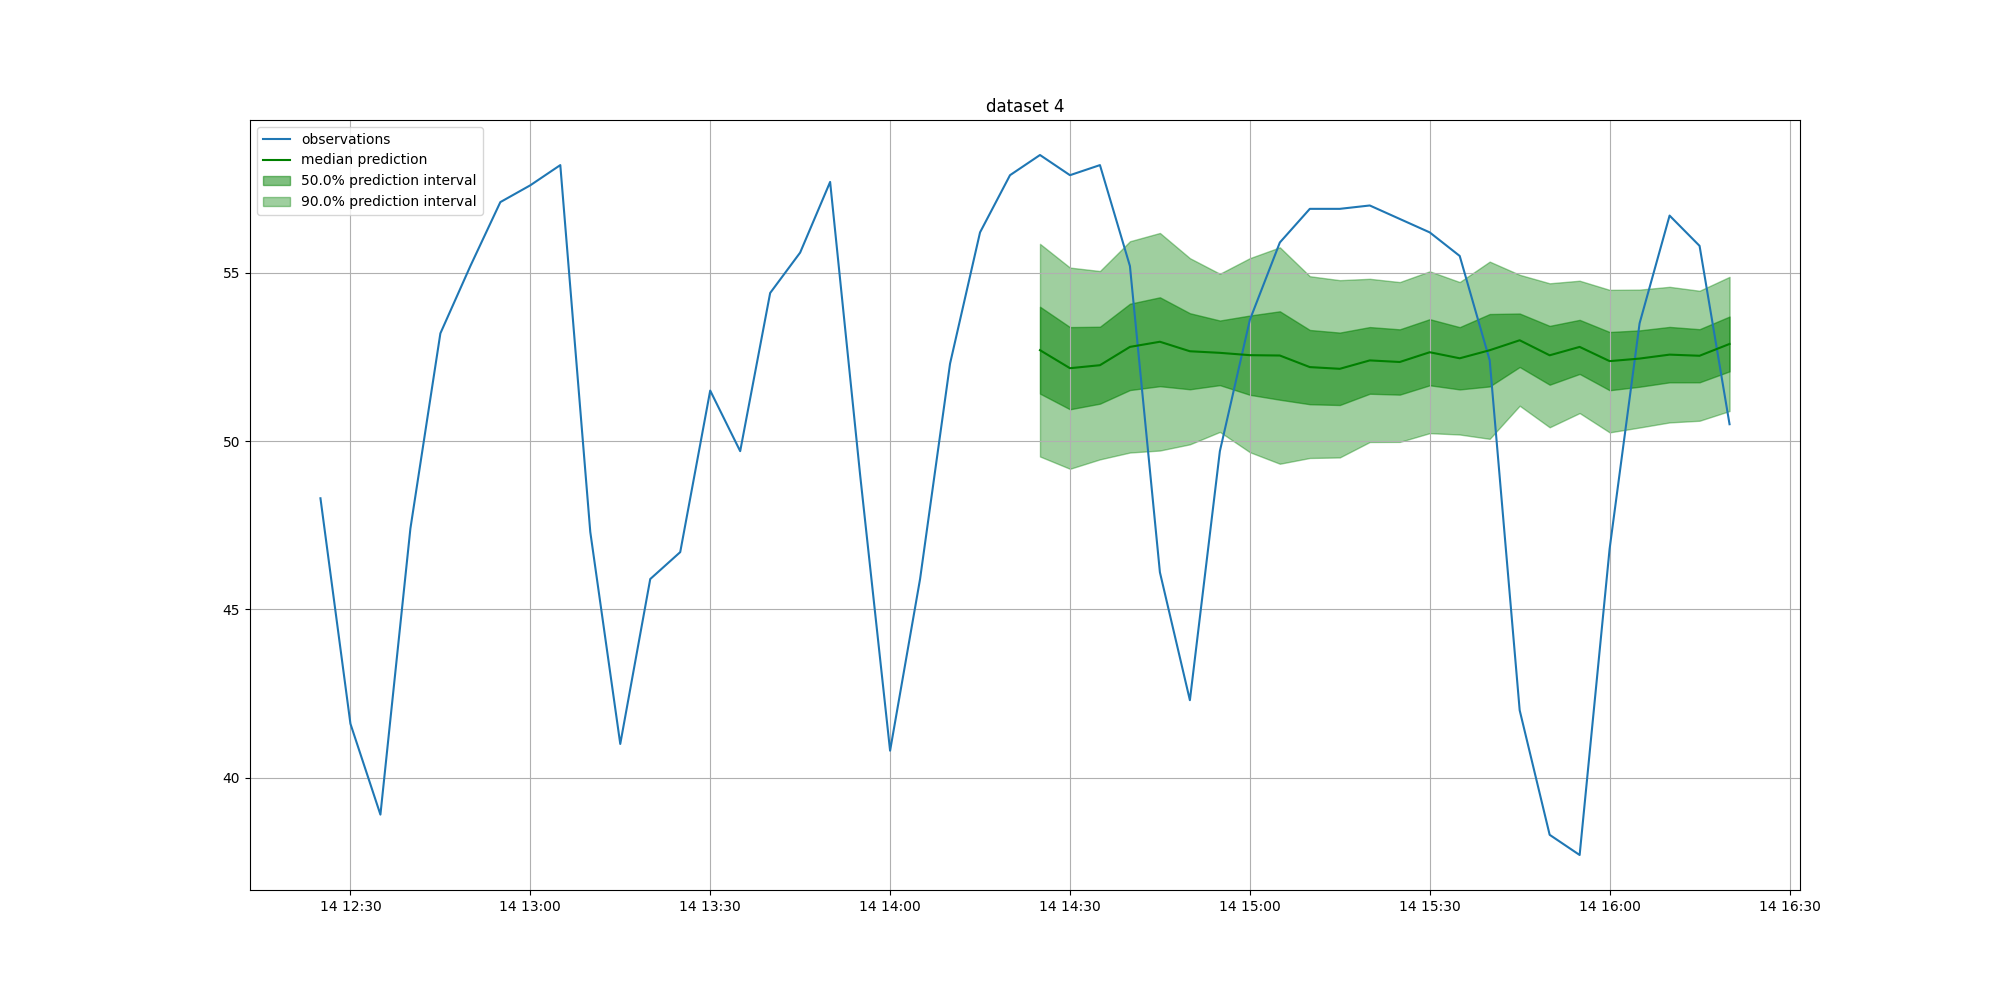 dataset 4
observations
median prediction
50.0% prediction interval
90.0% prediction interval
55
50
45
40
14 12:30 14 13:00 14 13:30 14 14:00 14 14:30 14 15:00 14 15:30 14 16:00 14 16:30